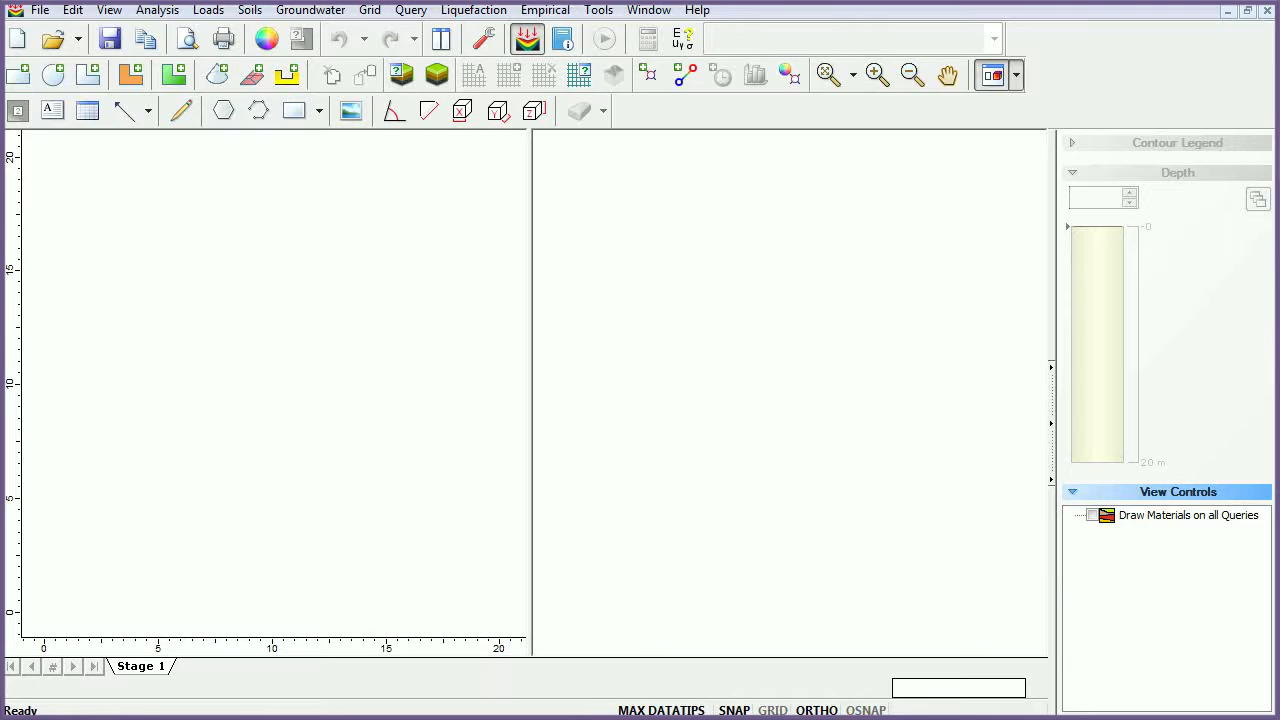 File Edit View Analysis Loads Soils Groundwater Grid Query Liquefaction Empirical Tools Window Help
Contour Legend
Depth
-0
20 m
View Controls
Draw Materials on all Queries
20
15
10
5
0
0 5 10 15 20
Stage 1
Ready MAX DATATIPS SNAP GRID ORTHO OSNAP